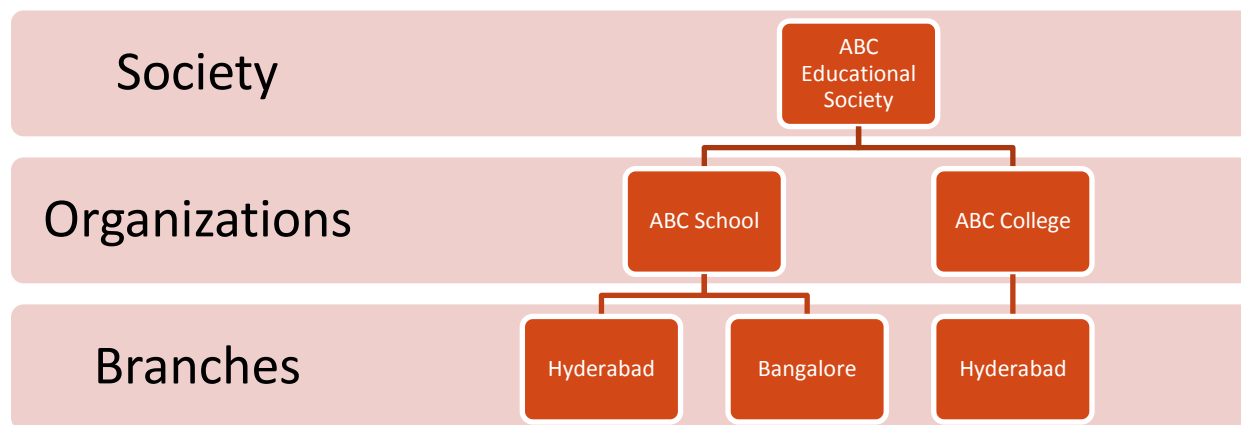 Society
ABC
Educational
Society
Organizations
ABC School
ABC College
Branches
Hyderabad
Bangalore
Hyderabad